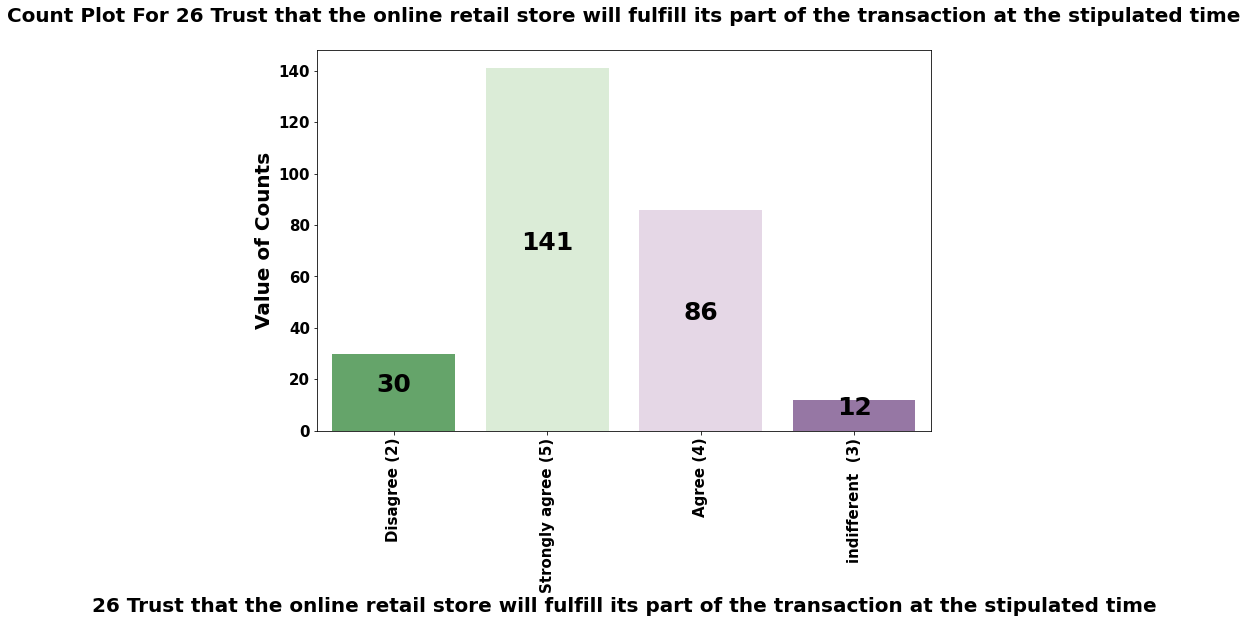 Count Plot For 26 Trust that the online retail store will fulfill its part of the transaction at the stipulated time
Value of Counts
140
120
100
80
60
40
20
0
30
141
86
12
Disagree (2)
Strongly agree (5)
Agree (4)
indifferent  (3)
26 Trust that the online retail store will fulfill its part of the transaction at the stipulated time